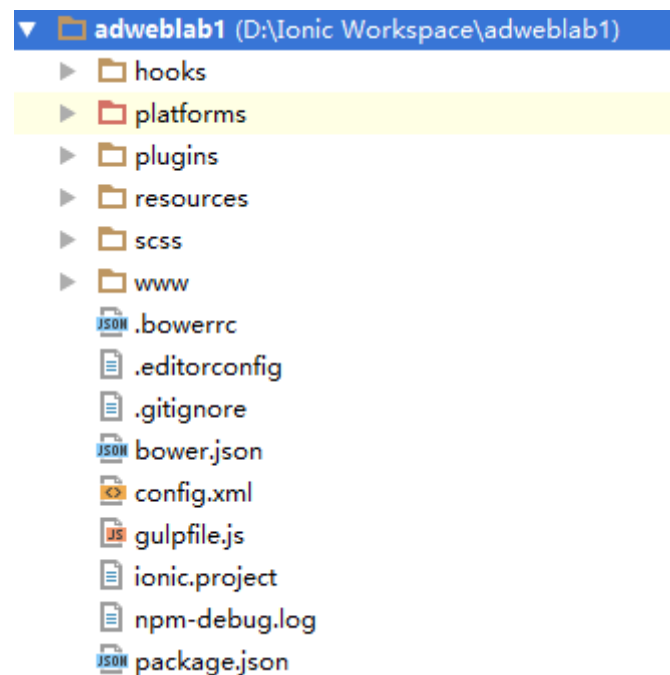 adweblab1 (D:\Ionic Workspace\adweblab1)
hooks
platforms
plugins
resources
scss
www
JSON .bowerrc
.editorconfig
.gitignore
JSON bower.json
config.xml
JS gulpfile.js
ionic.project
npm-debug.log
JSON package.json